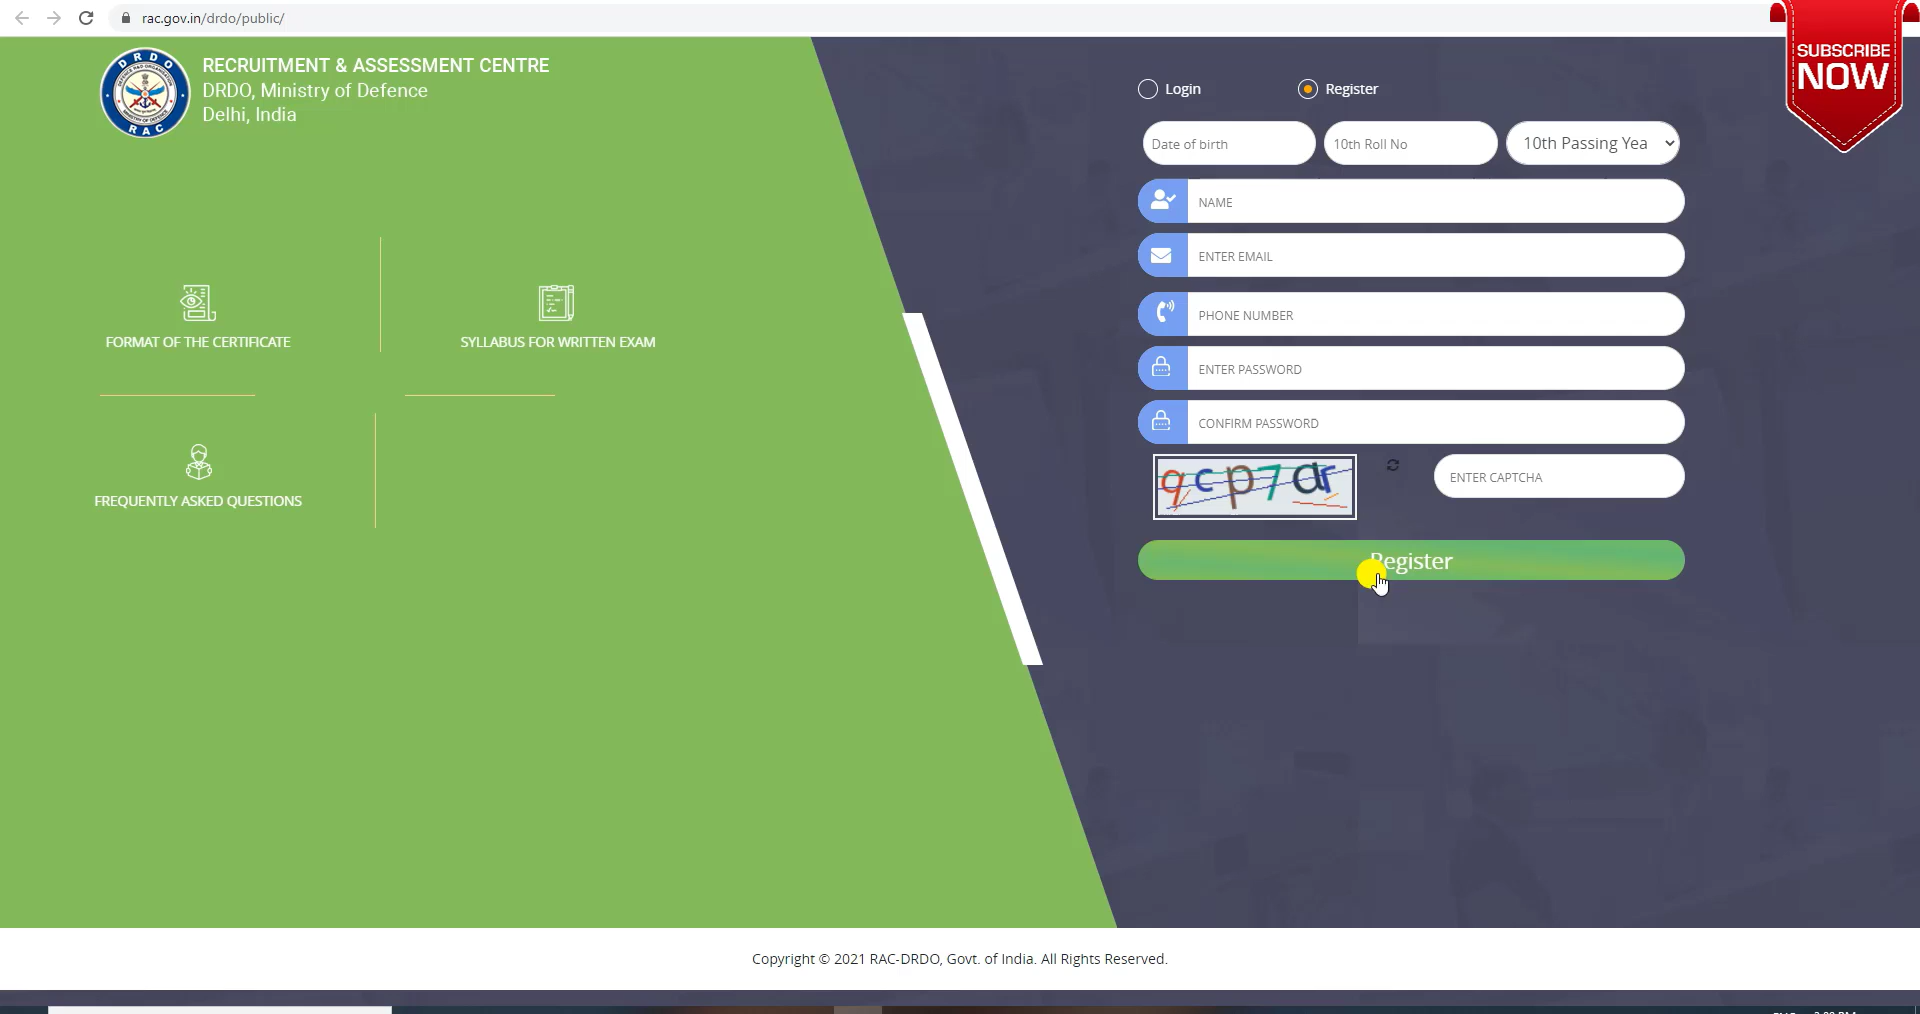 rac.gov.in/drdo/public/
SUBSCRIBE
NOW
DRDO
RAC
RECRUITMENT & ASSESSMENT CENTRE
DRDO, Ministry of Defence
Delhi, India
Login
Register
Date of birth
10th Roll No
10th Passing Yea
NAME
ENTER EMAIL
PHONE NUMBER
ENTER PASSWORD
CONFIRM PASSWORD
qcp7ar
ENTER CAPTCHA
Register
FORMAT OF THE CERTIFICATE
SYLLABUS FOR WRITTEN EXAM
FREQUENTLY ASKED QUESTIONS
Copyright © 2021 RAC-DRDO, Govt. of India. All Rights Reserved.